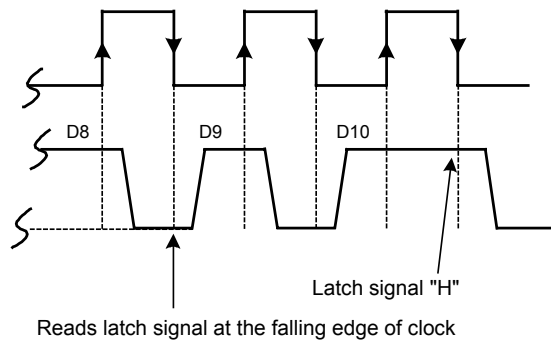 D8 D9 D10
Latch signal "H"
Reads latch signal at the falling edge of clock